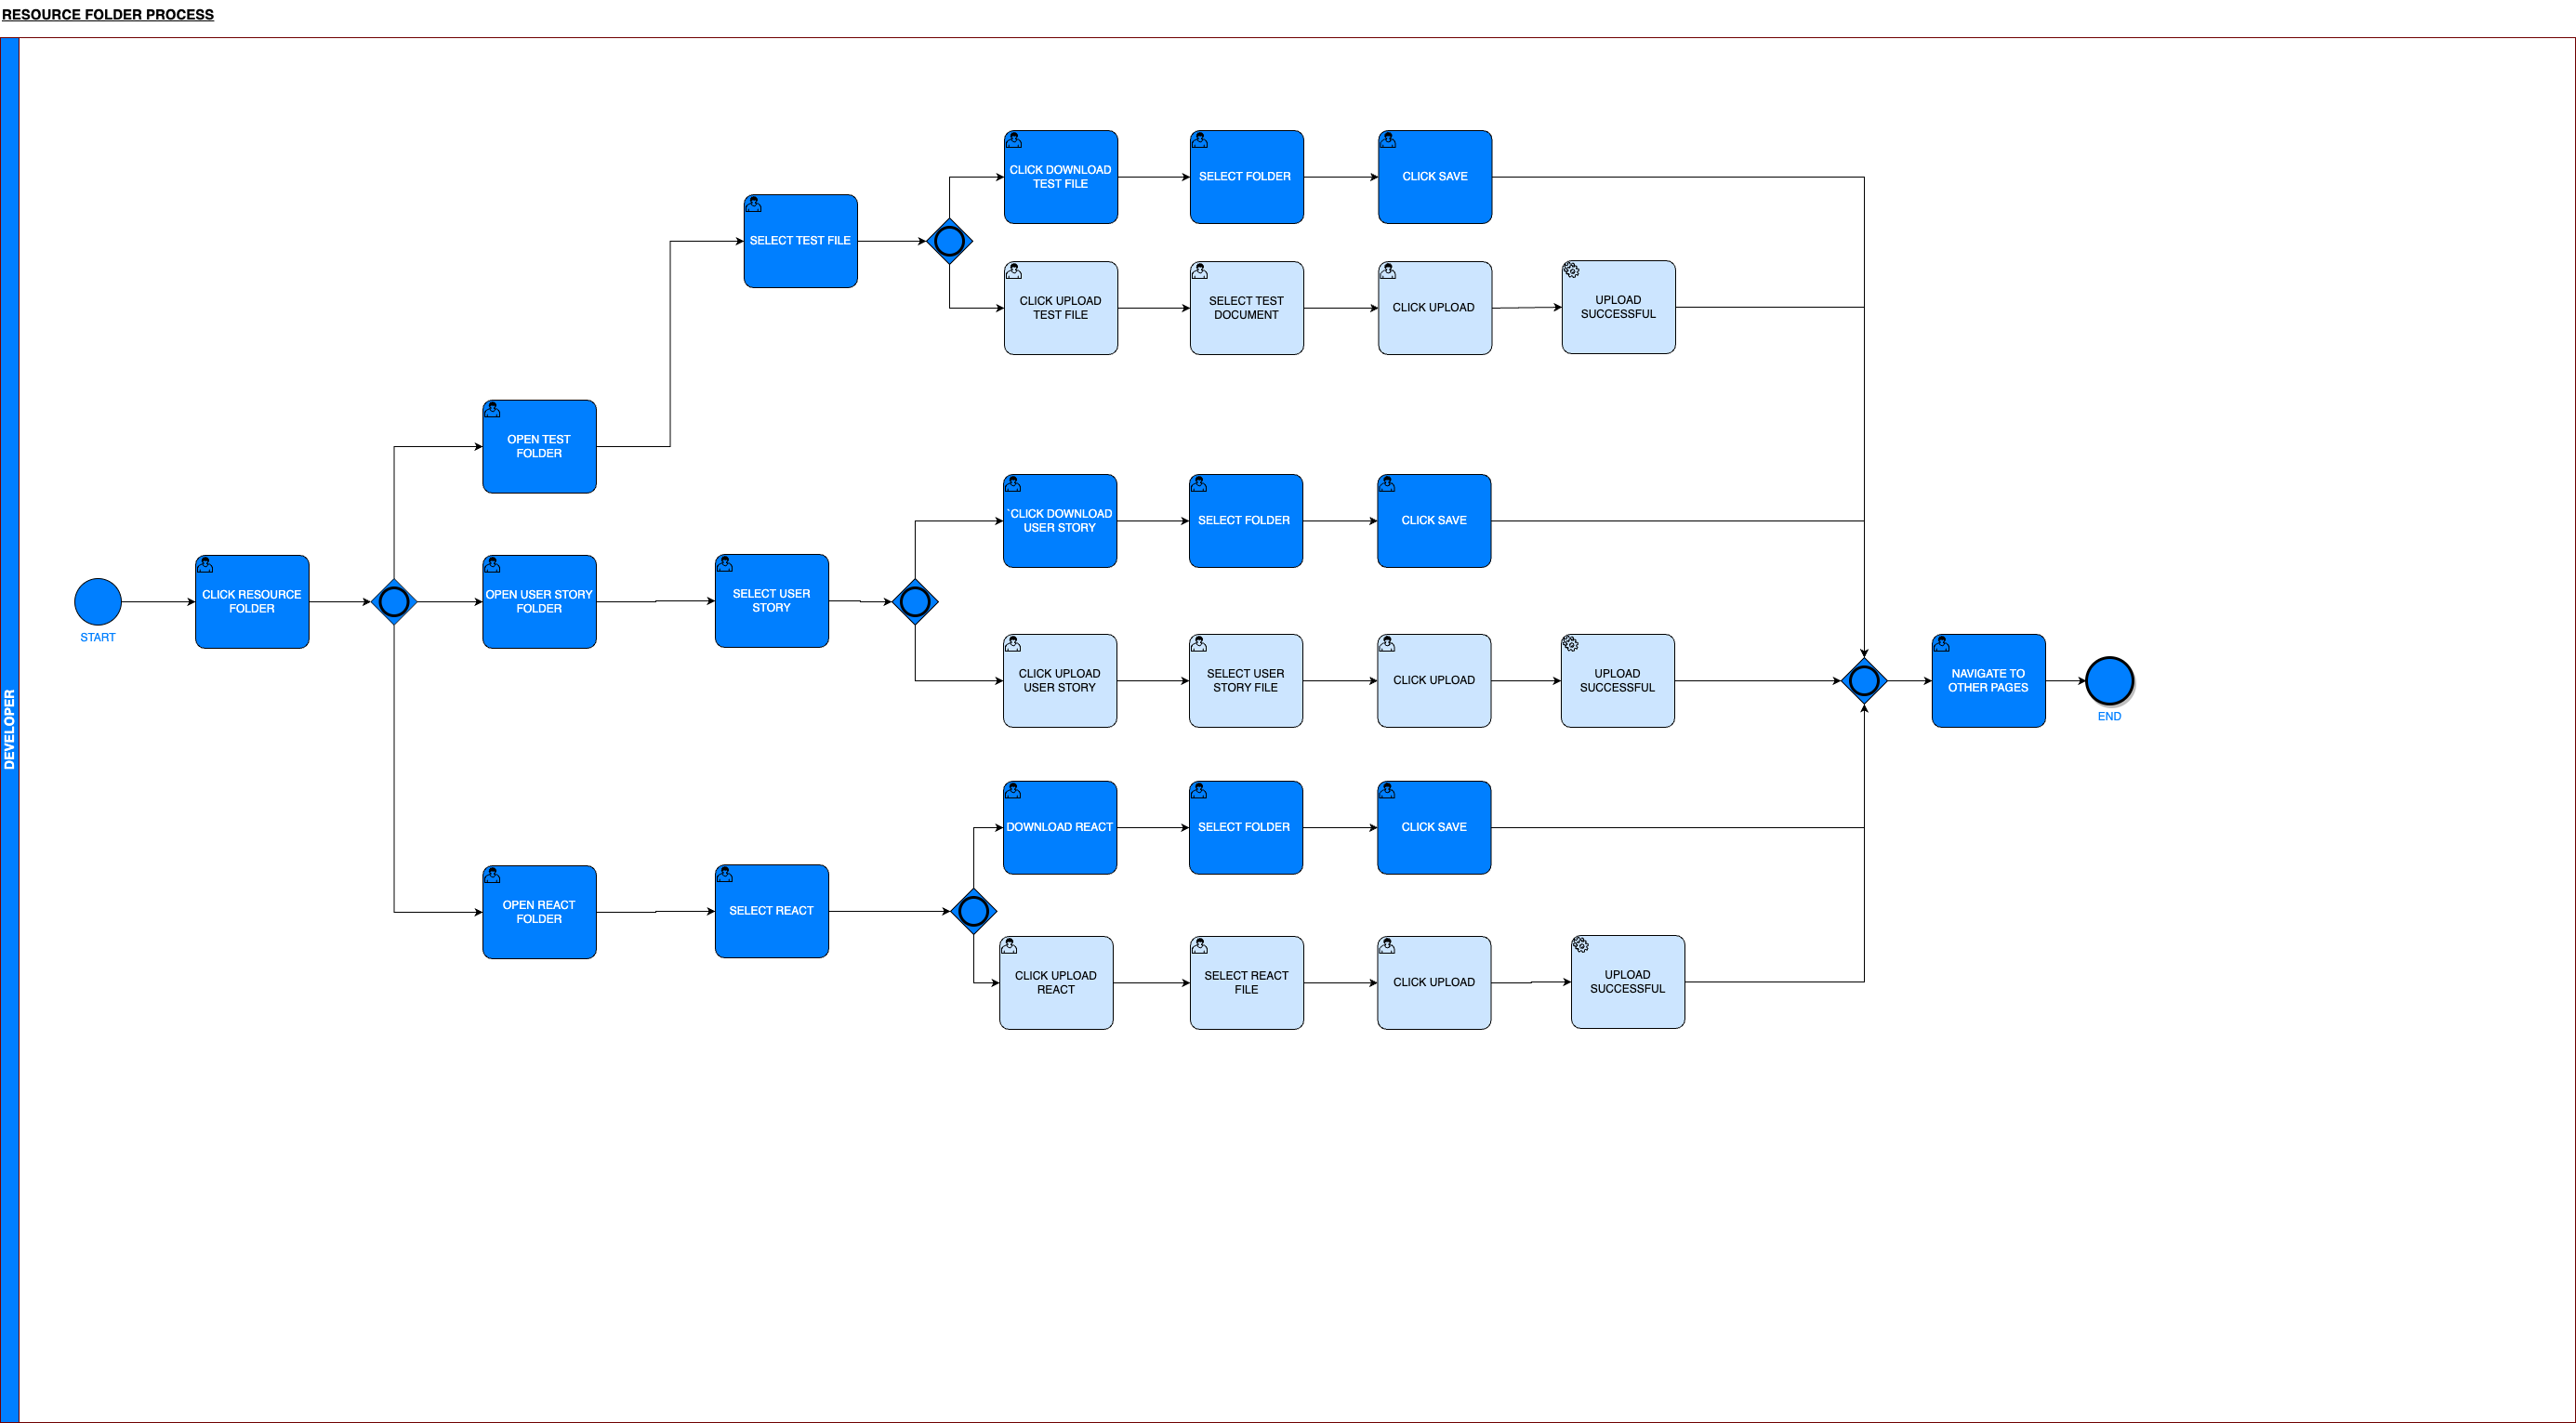 RESOURCE FOLDER PROCESS
DEVELOPER
START
CLICK RESOURCE
FOLDER
OPEN TEST
FOLDER
SELECT TEST FILE
CLICK DOWNLOAD
TEST FILE
SELECT FOLDER
CLICK SAVE
CLICK UPLOAD
TEST FILE
SELECT TEST
DOCUMENT
CLICK UPLOAD
UPLOAD
SUCCESSFUL
OPEN USER STORY
FOLDER
SELECT USER
STORY
`CLICK DOWNLOAD
USER STORY
SELECT FOLDER
CLICK SAVE
CLICK UPLOAD
USER STORY
SELECT USER
STORY FILE
CLICK UPLOAD
UPLOAD
SUCCESSFUL
OPEN REACT
FOLDER
SELECT REACT
DOWNLOAD REACT
SELECT FOLDER
CLICK SAVE
CLICK UPLOAD
REACT
SELECT REACT
FILE
CLICK UPLOAD
UPLOAD
SUCCESSFUL
NAVIGATE TO
OTHER PAGES
END